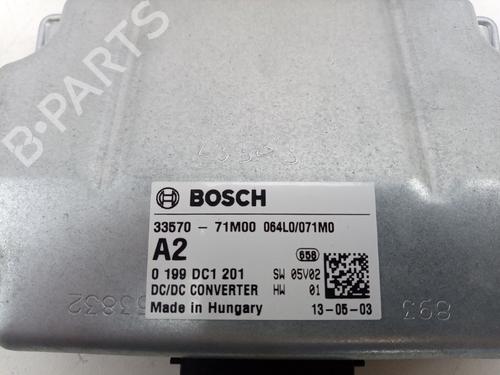 B-PARTS
BOSCH
33570 - 71M00 064L0/071M0
A2
658
0 199 DC1 201 SW 05V02
DC/DC CONVERTER HW 01
Made in Hungary 13-05-03
893